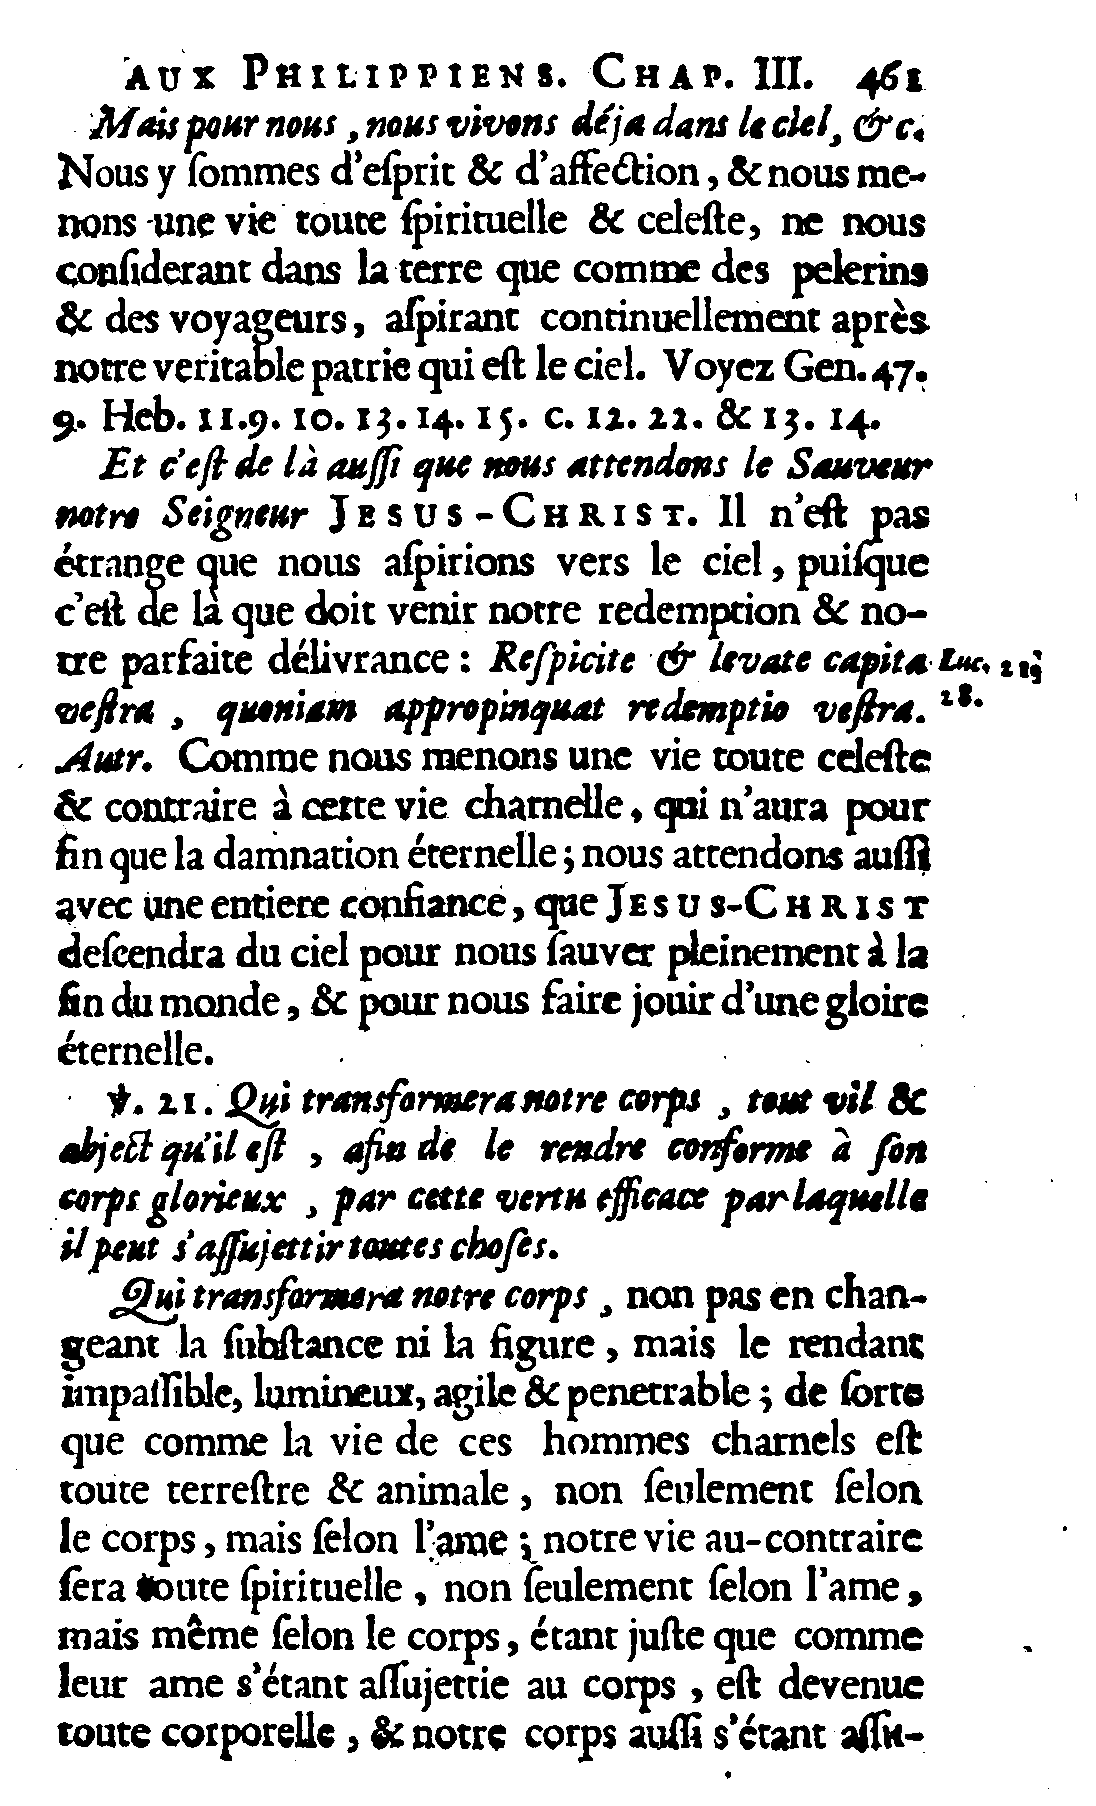 AUX PHILIPPIENS. CHAP. III. 461
Mais pour nous, nous vivons déja dans le ciel, &c.
Nous y ſommes d'eſprit & d'affection, & nous me-
nons une vie toute ſpirituelle & celeſte, ne nous
conſiderant dans la terre que comme des pelerins
& des voyageurs, aſpirant continuellement après
notre veritable patrie qui eſt le ciel. Voyez Gen. 47.
9. Heb. 11.9. 10. 13. 14. 15. c. 12. 22. & 13. 14.
Et c'eſt de là auſſi que nous attendons le Sauveur
notre Seigneur JESUS-CHRIST. Il n'eſt pas
étrange que nous aſpirions vers le ciel, puiſque
c'eſt de là que doit venir notre redemption & no-
tre parfaite délivrance : Reſpicite & levate capita Luc. 21.
veſtra, quoniam appropinquat redemptio veſtra. 28.
Autr. Comme nous menons une vie toute celeſte
& contraire à cette vie charnelle, qui n'aura pour
fin que la damnation éternelle ; nous attendons auſſi
avec une entiere confiance, que JESUS-CHRIST
deſcendra du ciel pour nous ſauver pleinement à la
fin du monde, & pour nous faire jouir d'une gloire
éternelle.
℣. 21. Qui transformera notre corps, tout vil &
abject qu'il eſt, afin de le rendre conforme à ſon
corps glorieux, par cette vertu efficace par laquelle
il peut s'aſſujettir toutes choſes.
Qui transformera notre corps, non pas en chan-
geant la ſubſtance ni la figure, mais le rendant
impaſſible, lumineux, agile & penetrable ; de ſorte
que comme la vie de ces hommes charnels eſt
toute terreſtre & animale, non ſeulement ſelon
le corps, mais ſelon l'ame ; notre vie au-contraire
ſera toute ſpirituelle, non ſeulement ſelon l'ame,
mais même ſelon le corps, étant juſte que comme
leur ame s'étant aſſujettie au corps, eſt devenue
toute corporelle, & notre corps auſſi s'étant aſſu-